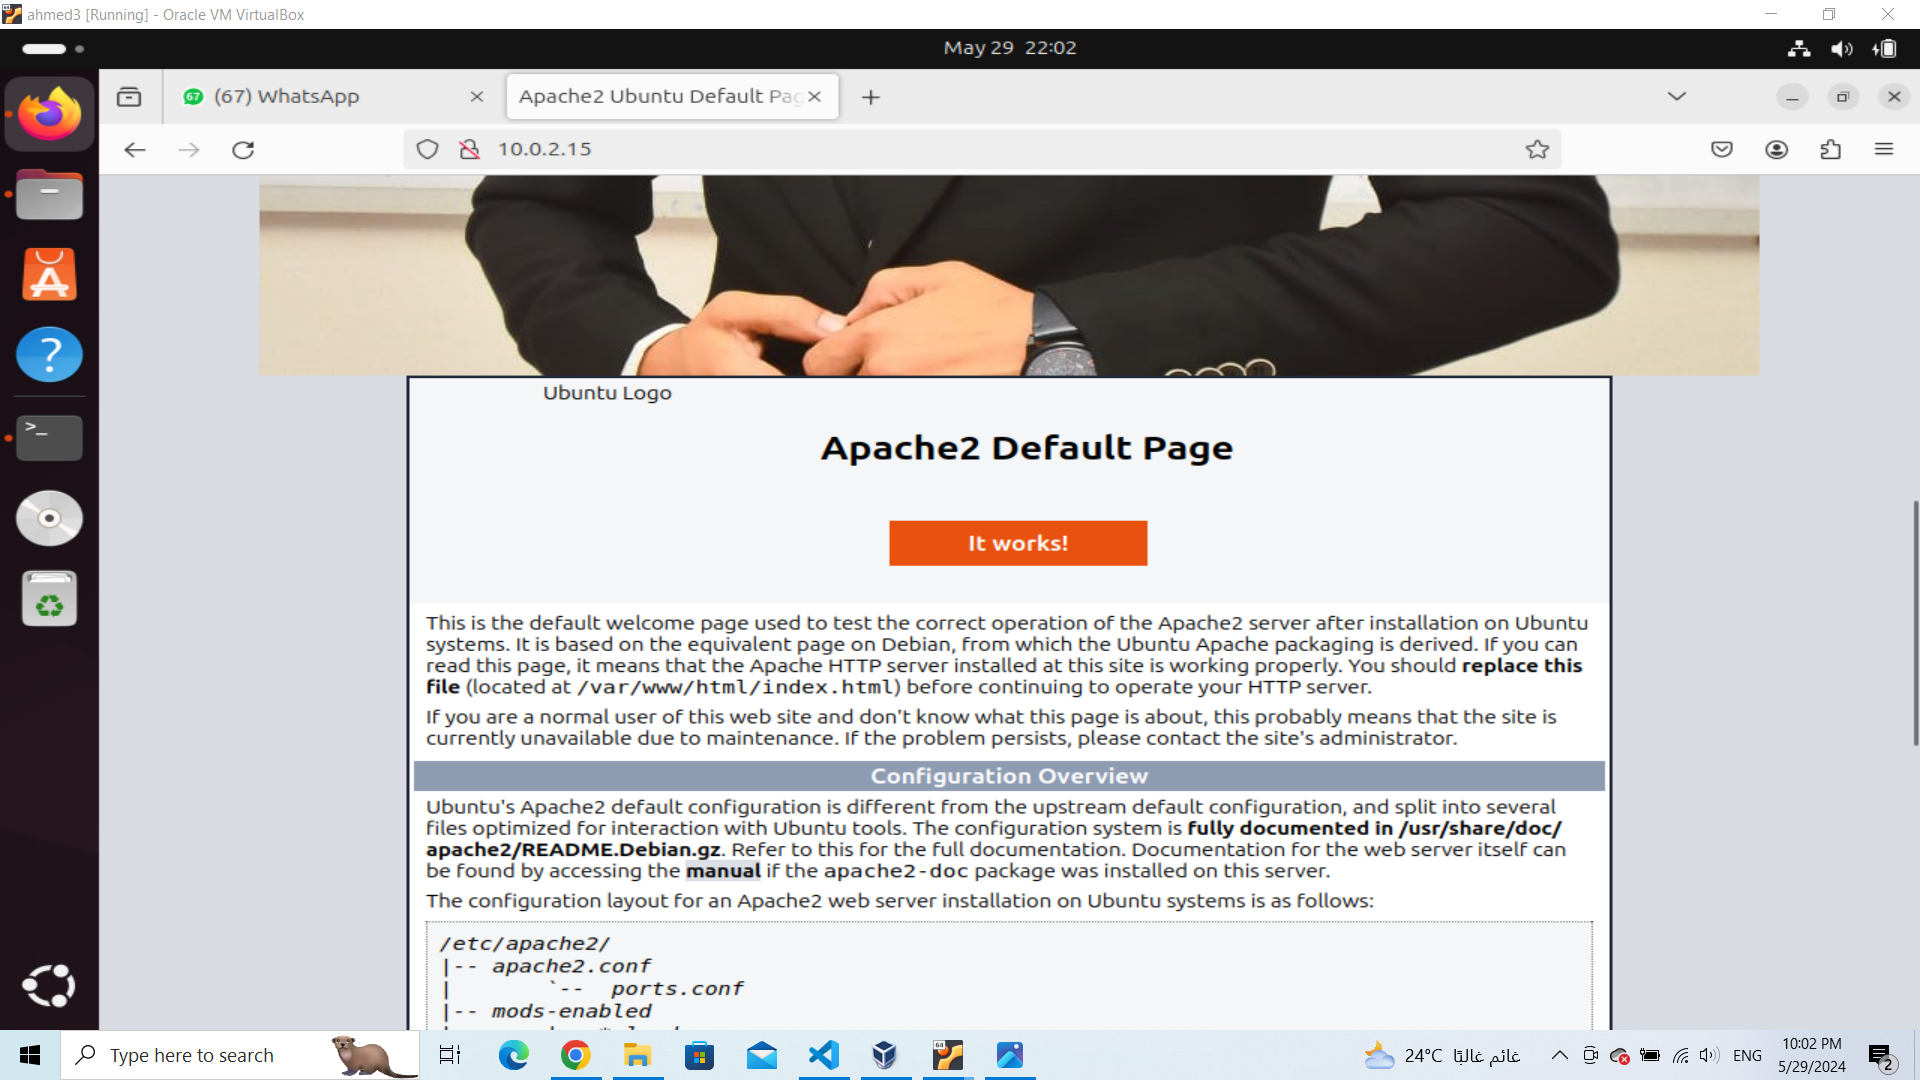 ahmed3 [Running] - Oracle VM VirtualBox
May 29 22:02
67 (67) WhatsApp
Apache2 Ubuntu Default Pag
10.0.2.15
Ubuntu Logo
Apache2 Default Page
It works!
This is the default welcome page used to test the correct operation of the Apache2 server after installation on Ubuntu
systems. It is based on the equivalent page on Debian, from which the Ubuntu Apache packaging is derived. If you can
read this page, it means that the Apache HTTP server installed at this site is working properly. You should replace this
file (located at /var/www/html/index.html) before continuing to operate your HTTP server.
If you are a normal user of this web site and don't know what this page is about, this probably means that the site is
currently unavailable due to maintenance. If the problem persists, please contact the site's administrator.
Configuration Overview
Ubuntu's Apache2 default configuration is different from the upstream default configuration, and split into several
files optimized for interaction with Ubuntu tools. The configuration system is fully documented in /usr/share/doc/
apache2/README.Debian.gz. Refer to this for the full documentation. Documentation for the web server itself can
be found by accessing the manual if the apache2-doc package was installed on this server.
The configuration layout for an Apache2 web server installation on Ubuntu systems is as follows:
/etc/apache2/
|-- apache2.conf
|       `--  ports.conf
|-- mods-enabled
Type here to search
64
24°C غائم غالبًا
ENG
10:02 PM
5/29/2024
2